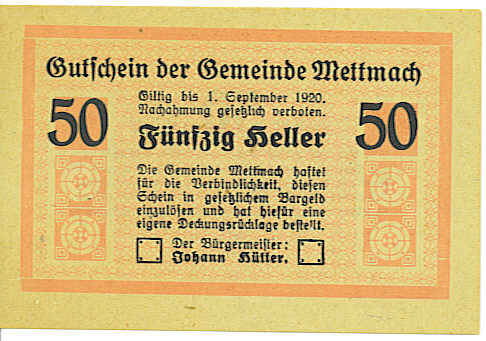 Gutschein der Gemeinde Mettmach
50
Giltig bis 1. September 1920.
Nachahmung gesetzlich verboten.
Fünfzig Heller
50
Die Gemeinde Mettmach haftet
für die Verbindlichkeit, diesen
Schein in gesetzlichem Bargeld
einzulösen und hat hiefür eine
eigene Deckungsrücklage bestellt.
Der Bürgermeister:
Johann Hütter.